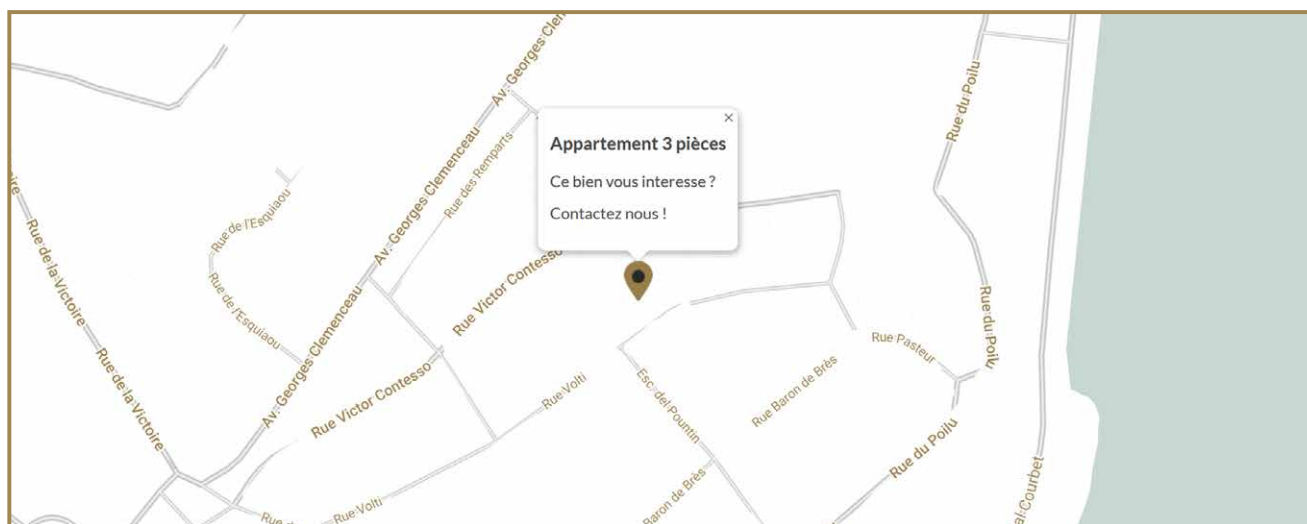 Av. Georges Clemenceau
Rue du Poilu
×
Appartement 3 pièces
Ce bien vous interesse ?
Contactez nous !
Av. Georges Clemenceau
Rue des Remparts
Rue de l'Esquiaou
Rue de la Victoire
Rue Victor Contesso
Rue de l'Esquiaou
Rue du Poilu
Av. Georges Clemenceau
Rue Pasteur
Rue de la Victoire
Rue Victor Contesso
Rue Volti
Esc. del Pountin
Rue Baron de Brès
Rue du Poilu
al-Courbet
Baron de Brès
Rue Volti